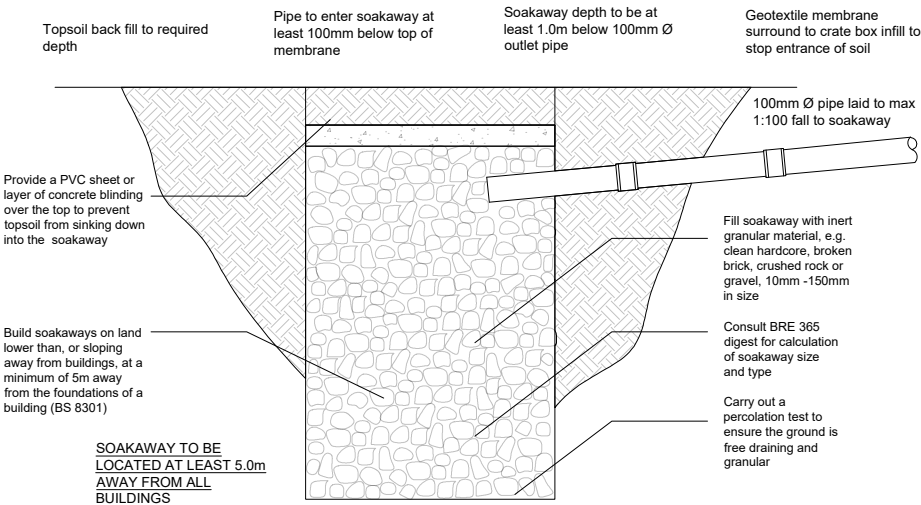 Topsoil back fill to required
depth
Pipe to enter soakaway at
least 100mm below top of
membrane
Soakaway depth to be at
least 1.0m below 100mm Ø
outlet pipe
Geotextile membrane
surround to crate box infill to
stop entrance of soil
100mm Ø pipe laid to max
1:100 fall to soakaway
Provide a PVC sheet or
layer of concrete blinding
over the top to prevent
topsoil from sinking down
into the soakaway
Fill soakaway with inert
granular material, e.g.
clean hardcore, broken
brick, crushed rock or
gravel, 10mm -150mm
in size
Build soakaways on land
lower than, or sloping
away from buildings, at a
minimum of 5m away
from the foundations of a
building (BS 8301)
Consult BRE 365
digest for calculation
of soakaway size
and type
Carry out a
percolation test to
ensure the ground is
free draining and
granular
SOAKAWAY TO BE
LOCATED AT LEAST 5.0m
AWAY FROM ALL
BUILDINGS